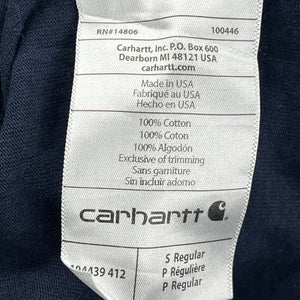 RN#14806 100446
Carhartt, Inc. P.O. Box 600
Dearborn MI 48121 USA
carhartt.com
Made in USA
Fabriqué au USA
Hecho en USA
100% Cotton
100% Coton
100% Algodón
Exclusive of trimming
Sans garniture
Sin incluir adorno
carhartt
104439 412
S Regular
P Régulière
P Regular